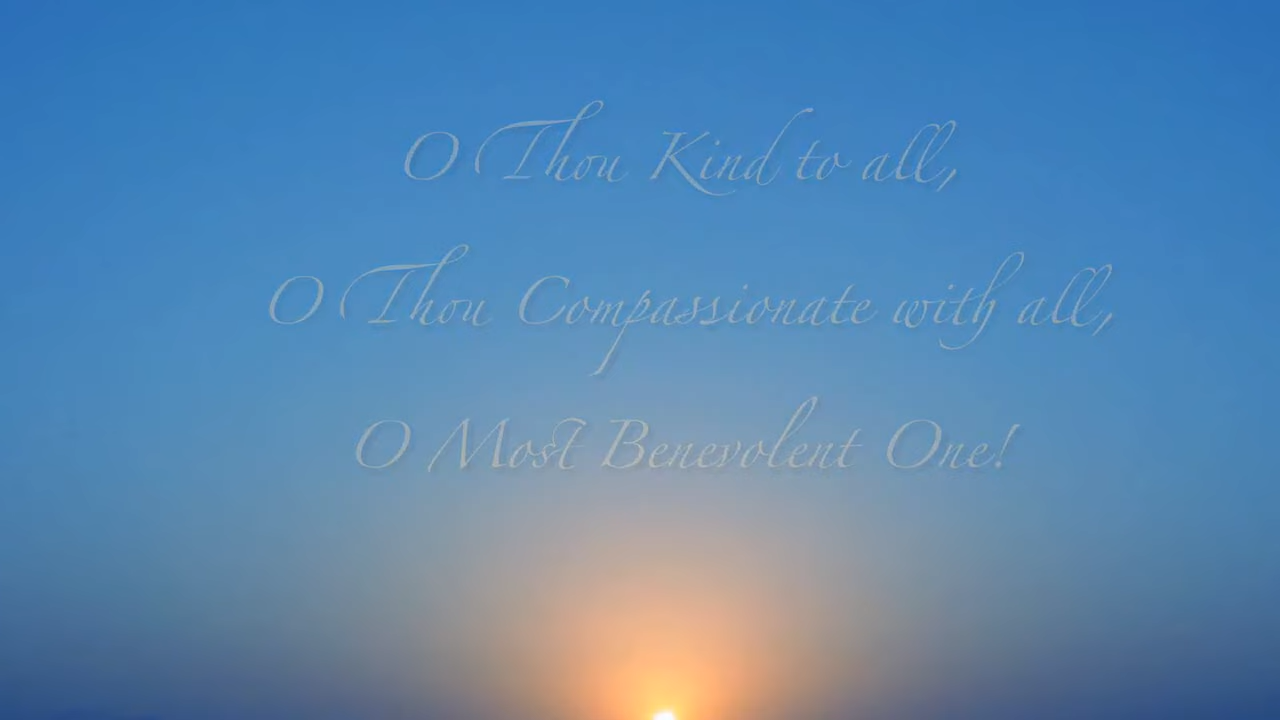 O Thou Kind to all,
O Thou Compassionate with all,
O Most Benevolent One!